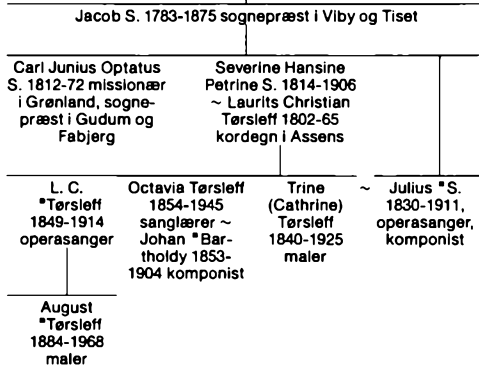 Jacob S. 1783-1875 sognepræst i Viby og Tiset
Carl Junius Optatus
S. 1812-72 missionær
i Grønland, sogne-
præst i Gudum og
Fabjerg
Severine Hansine
Petrine S. 1814-1906
~ Laurits Christian
Tørsleff 1802-65
kordegn i Assens
L. C.
*Tørsleff
1849-1914
operasanger
Octavia Tørsleff
1854-1945
sanglærer ~
Johan *Bar-
tholdy 1853-
1904 komponist
Trine
(Cathrine)
Tørsleff
1840-1925
maler
~
Julius *S.
1830-1911,
operasanger,
komponist
August
*Tørsleff
1884-1968
maler